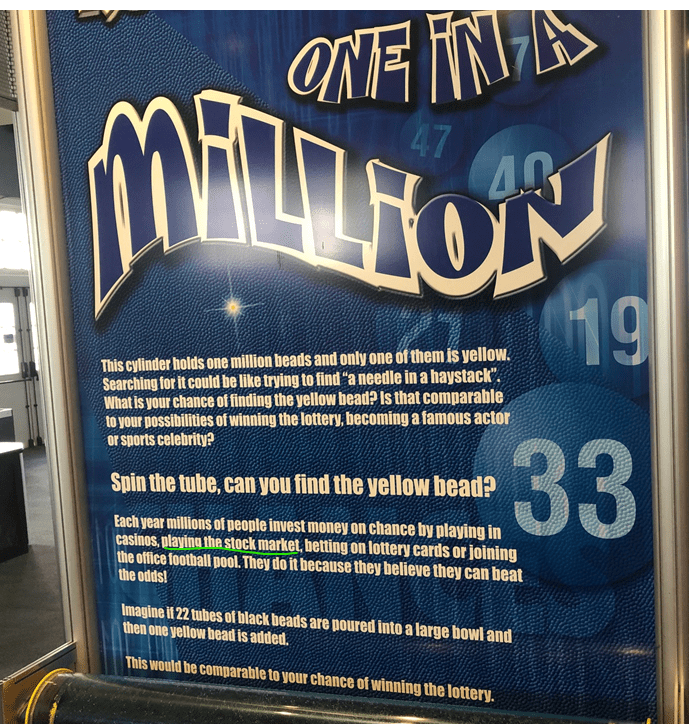 ONE IN A
MILLION
7
47
40
21
19
33
This cylinder holds one million beads and only one of them is yellow.
Searching for it could be like trying to find “a needle in a haystack”.
What is your chance of finding the yellow bead? Is that comparable
to your possibilities of winning the lottery, becoming a famous actor
or sports celebrity?
Spin the tube, can you find the yellow bead?
Each year millions of people invest money on chance by playing in
casinos, playing the stock market, betting on lottery cards or joining
the office football pool. They do it because they believe they can beat
the odds!
Imagine if 22 tubes of black beads are poured into a large bowl and
then one yellow bead is added.
This would be comparable to your chance of winning the lottery.